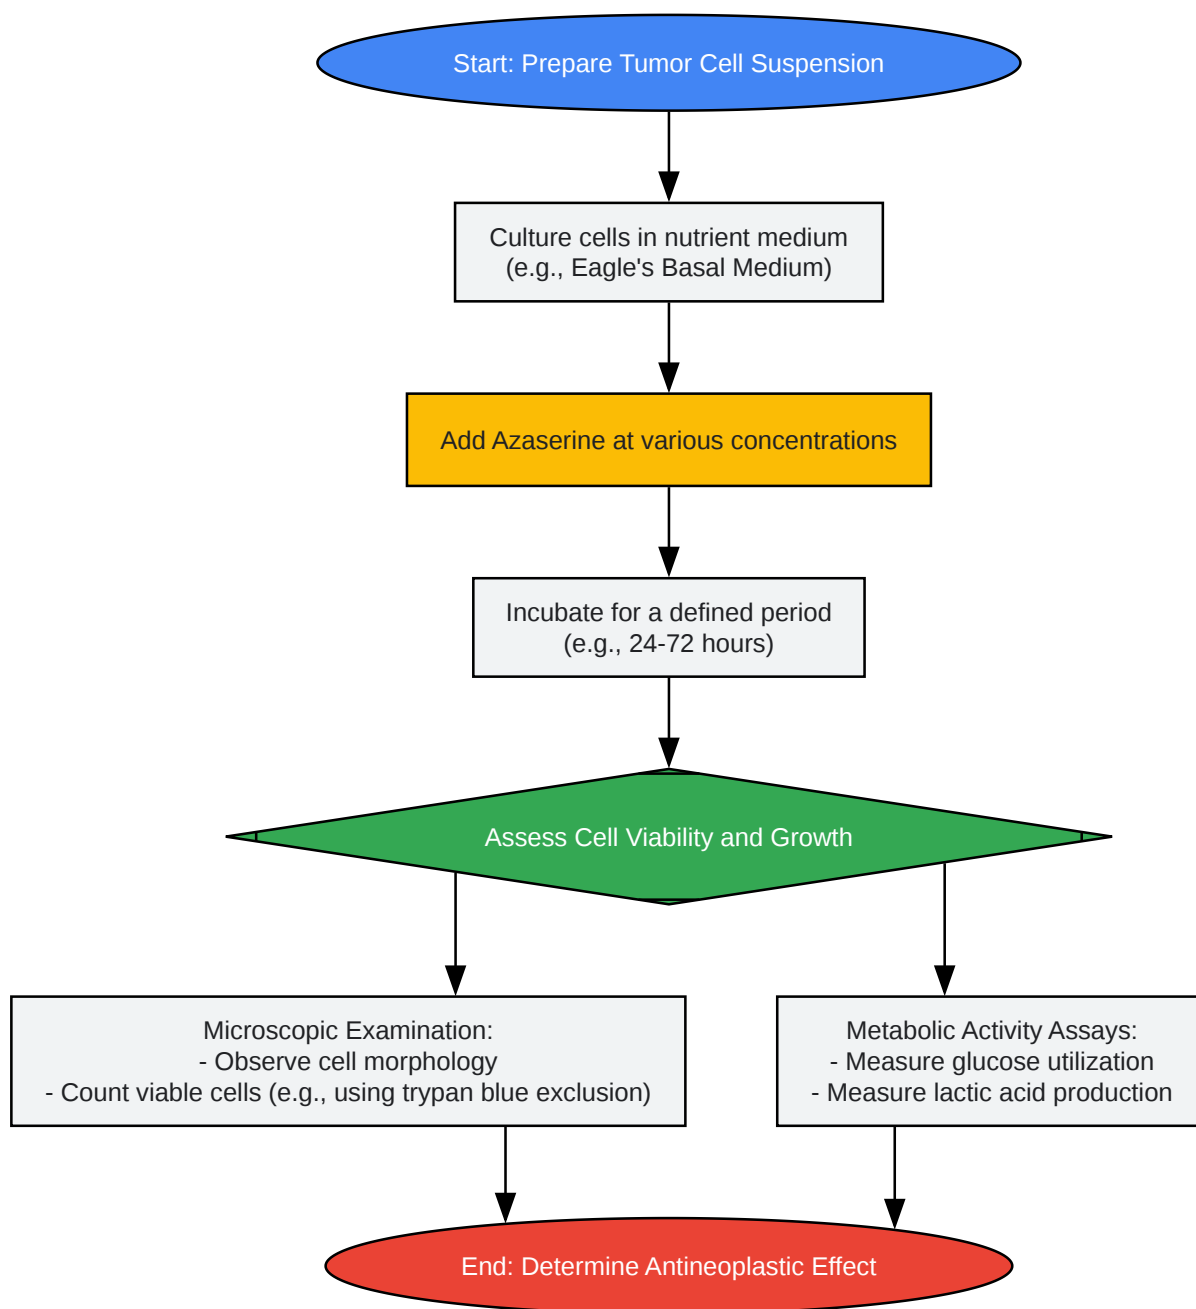 Start: Prepare Tumor Cell Suspension
Culture cells in nutrient medium
(e.g., Eagle's Basal Medium)
Add Azaserine at various concentrations
Incubate for a defined period
(e.g., 24-72 hours)
Assess Cell Viability and Growth
Microscopic Examination:
- Observe cell morphology
- Count viable cells (e.g., using trypan blue exclusion)
Metabolic Activity Assays:
- Measure glucose utilization
- Measure lactic acid production
End: Determine Antineoplastic Effect